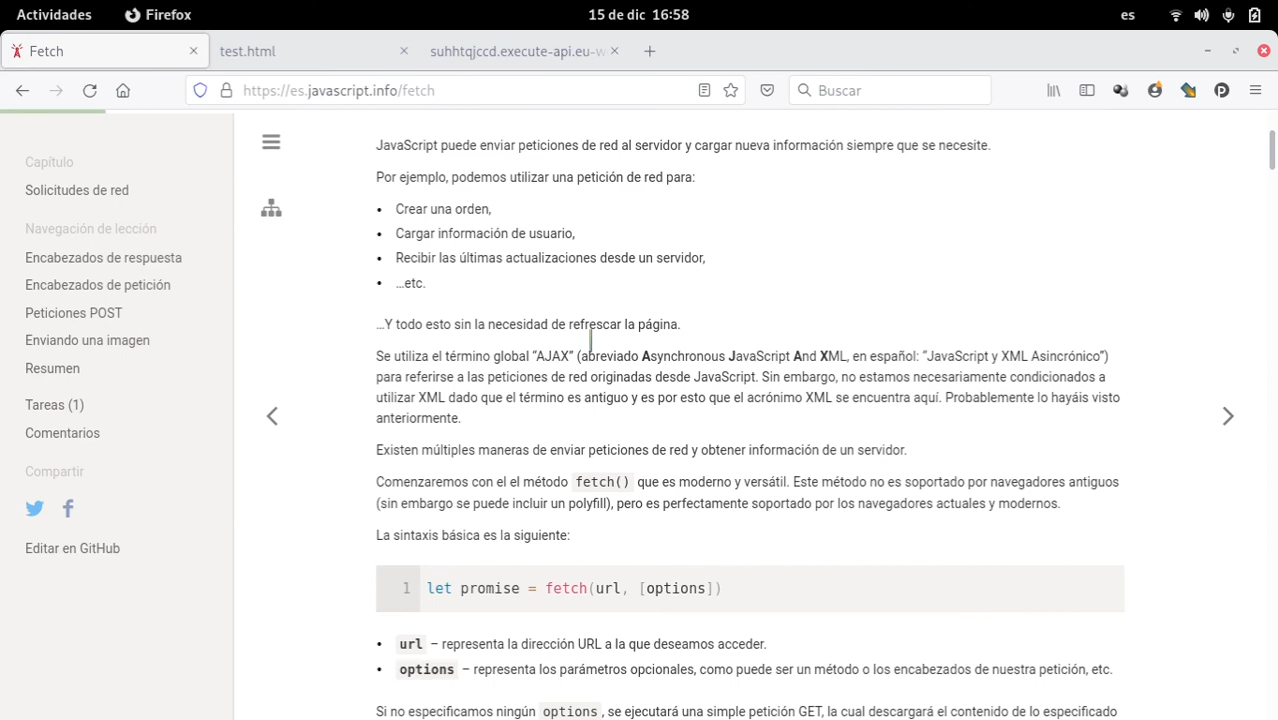 Actividades Firefox 15 de dic 16:58 es
Fetch test.html suhhtqjccd.execute-api.eu-w
https://es.javascript.info/fetch Buscar
Capítulo
Solicitudes de red
Navegación de lección
Encabezados de respuesta
Encabezados de petición
Peticiones POST
Enviando una imagen
Resumen
Tareas (1)
Comentarios
Compartir
Editar en GitHub
JavaScript puede enviar peticiones de red al servidor y cargar nueva información siempre que se necesite.
Por ejemplo, podemos utilizar una petición de red para:
• Crear una orden,
• Cargar información de usuario,
• Recibir las últimas actualizaciones desde un servidor,
• …etc.
…Y todo esto sin la necesidad de refrescar la página.
Se utiliza el término global “AJAX” (abreviado Asynchronous JavaScript And XML, en español: “JavaScript y XML Asincrónico”)
para referirse a las peticiones de red originadas desde JavaScript. Sin embargo, no estamos necesariamente condicionados a
utilizar XML dado que el término es antiguo y es por esto que el acrónimo XML se encuentra aquí. Probablemente lo hayáis visto
anteriormente.
Existen múltiples maneras de enviar peticiones de red y obtener información de un servidor.
Comenzaremos con el el método fetch() que es moderno y versátil. Este método no es soportado por navegadores antiguos
(sin embargo se puede incluir un polyfill), pero es perfectamente soportado por los navegadores actuales y modernos.
La sintaxis básica es la siguiente:
1 let promise = fetch(url, [options])
• url – representa la dirección URL a la que deseamos acceder.
• options – representa los parámetros opcionales, como puede ser un método o los encabezados de nuestra petición, etc.
Si no especificamos ningún options, se ejecutará una simple petición GET, la cual descargará el contenido de lo especificado